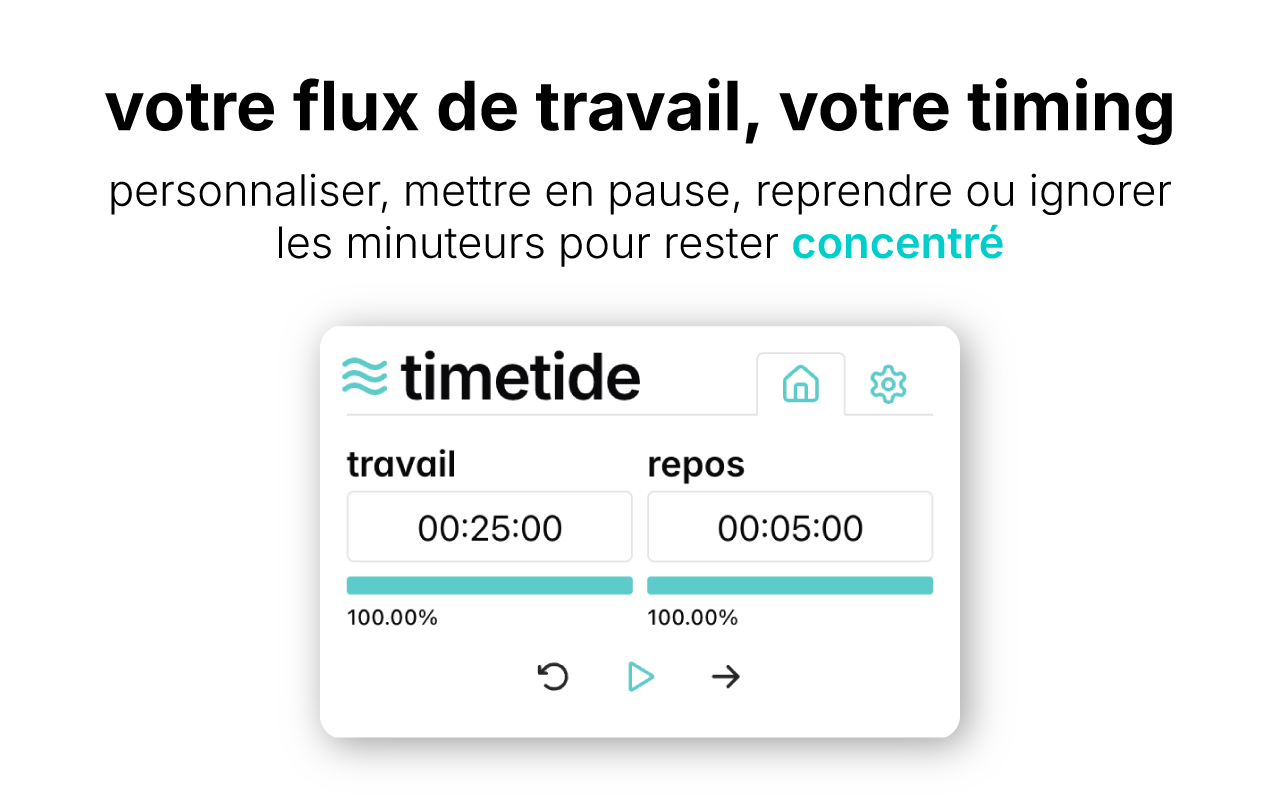 votre flux de travail, votre timing
personnaliser, mettre en pause, reprendre ou ignorer
les minuteurs pour rester concentré
timetide
travail
repos
00:25:00
00:05:00
100.00%
100.00%